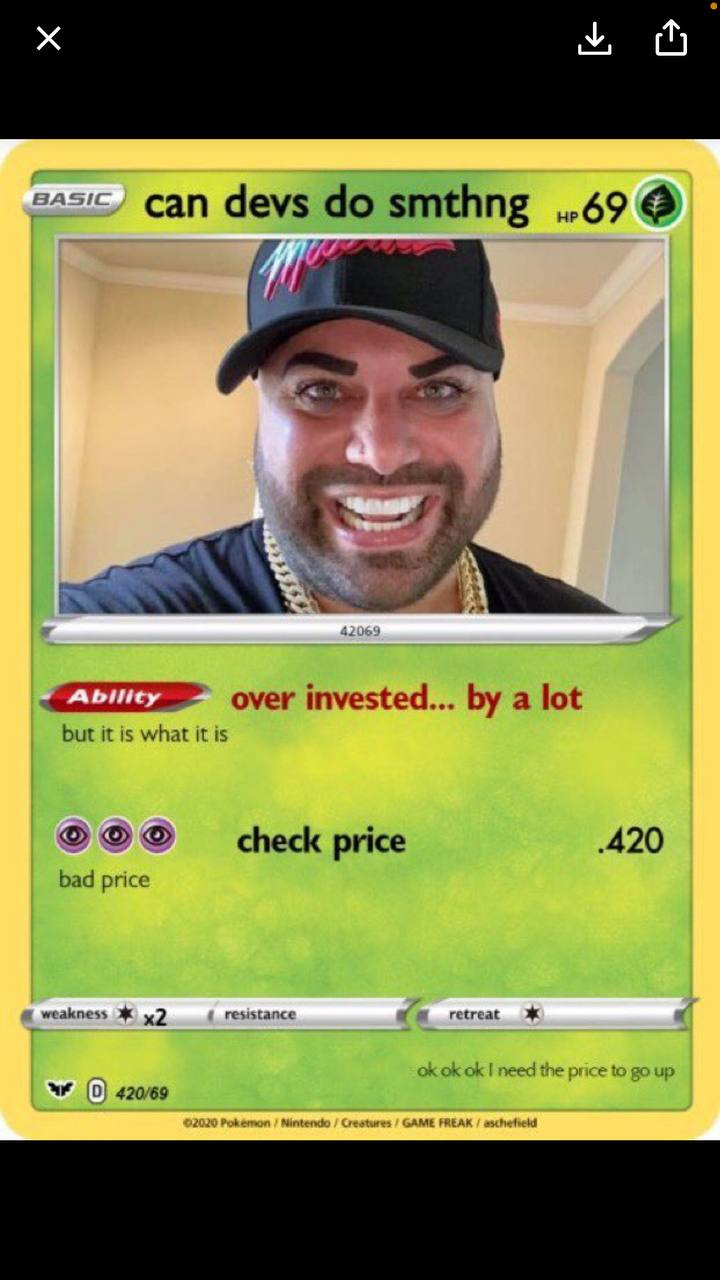 BASIC can devs do smthng HP 69
42069
Ability over invested... by a lot
but it is what it is
check price .420
bad price
weakness x2 resistance retreat
ok ok ok I need the price to go up
D 420/69
©2020 Pokémon / Nintendo / Creatures / GAME FREAK / aschefield